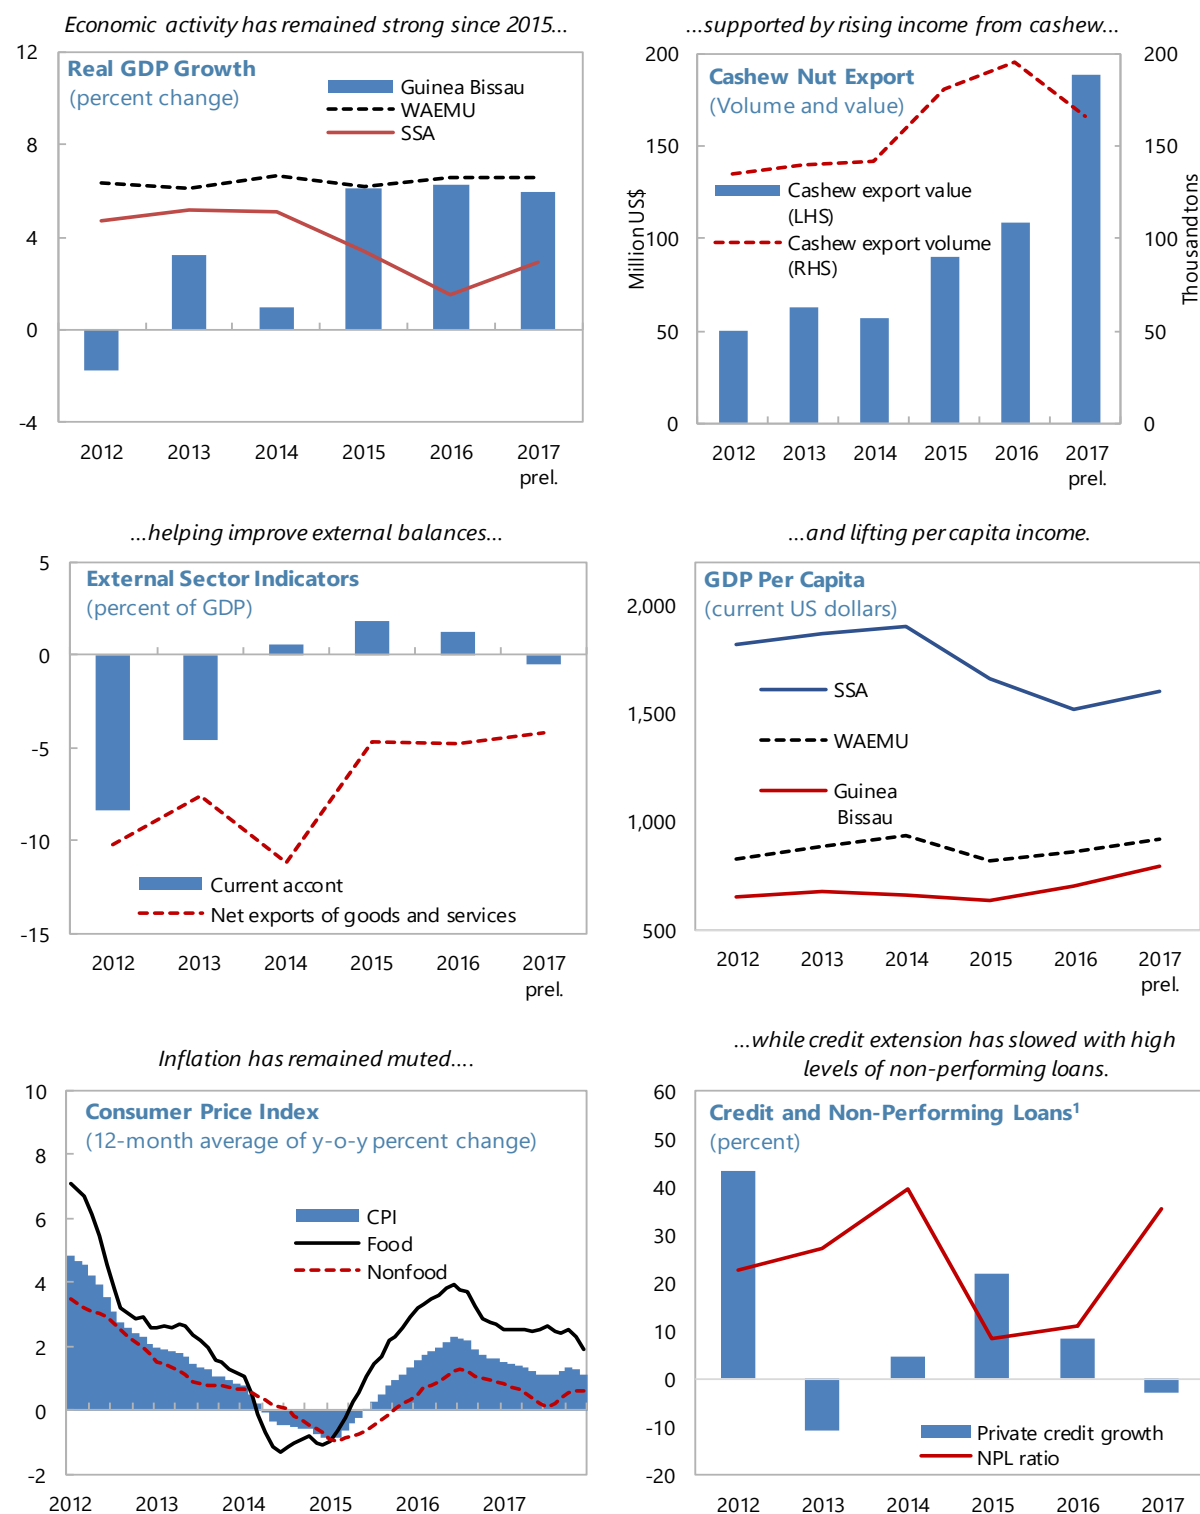 Economic activity has remained strong since 2015...
Real GDP Growth
(percent change)
Guinea Bissau
WAEMU
SSA
12
8
4
0
-4
2012 2013 2014 2015 2016 2017
prel.
...supported by rising income from cashew...
Cashew Nut Export
(Volume and value)
Cashew export value
(LHS)
Cashew export volume
(RHS)
Million US$
Thousand tons
200
150
100
50
0
200
150
100
50
0
2012 2013 2014 2015 2016 2017
prel.
...helping improve external balances...
External Sector Indicators
(percent of GDP)
5
0
-5
-10
-15
Current accont
Net exports of goods and services
2012 2013 2014 2015 2016 2017
prel.
...and lifting per capita income.
GDP Per Capita
(current US dollars)
2,000
1,500
1,000
500
SSA
WAEMU
Guinea
Bissau
2012 2013 2014 2015 2016 2017
prel.
Inflation has remained muted....
Consumer Price Index
(12-month average of y-o-y percent change)
10
8
6
4
2
0
-2
CPI
Food
Nonfood
2012 2013 2014 2015 2016 2017
...while credit extension has slowed with high
levels of non-performing loans.
Credit and Non-Performing Loans¹
(percent)
60
50
40
30
20
10
0
-10
-20
Private credit growth
NPL ratio
2012 2013 2014 2015 2016 2017